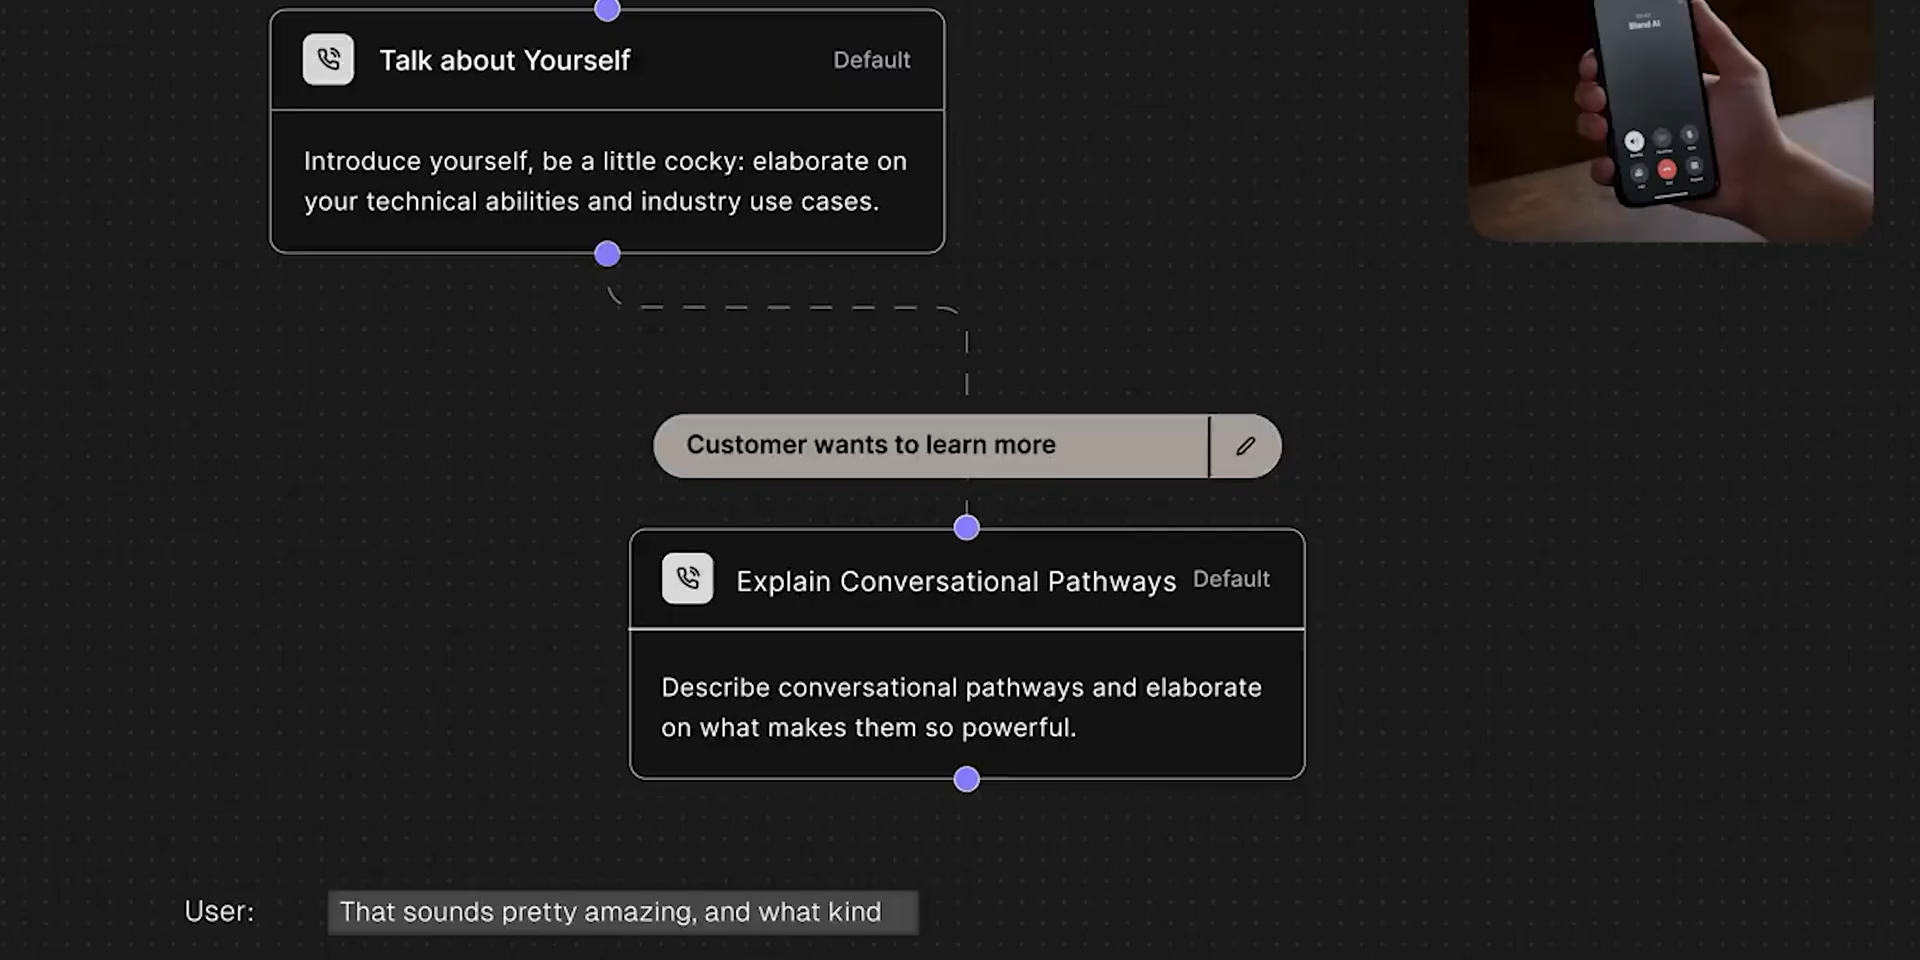 Talk about Yourself
Default
Introduce yourself, be a little cocky: elaborate on
your technical abilities and industry use cases.
Bland AI
Customer wants to learn more
Explain Conversational Pathways
Default
Describe conversational pathways and elaborate
on what makes them so powerful.
User:
That sounds pretty amazing, and what kind